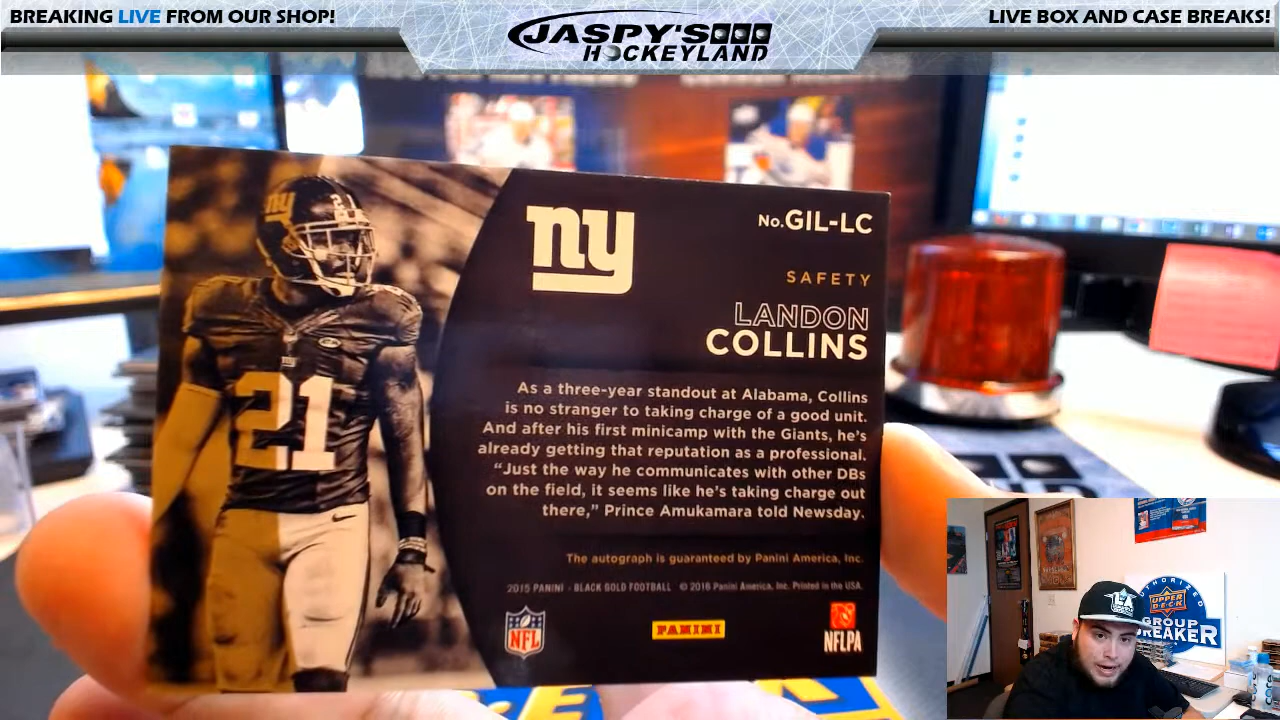 BREAKING LIVE FROM OUR SHOP!
JASPY'S
HOCKEYLAND
LIVE BOX AND CASE BREAKS!
ny
No.GIL-LC
SAFETY
LANDON
COLLINS
As a three-year standout at Alabama, Collins
is no stranger to taking charge of a good unit.
And after his first minicamp with the Giants, he's
already getting that reputation as a professional.
"Just the way he communicates with other DBs
on the field, it seems like he's taking charge out
there," Prince Amukamara told Newsday.
The autograph is guaranteed by Panini America, Inc.
2015 PANINI - BLACK GOLD FOOTBALL © 2016 Panini America, Inc. Printed in the USA.
NFL
PANINI
NFLPA
ny
2
ny
21
AUTHORIZED
UPPER
DECK
GROUP
BREAKER
LA